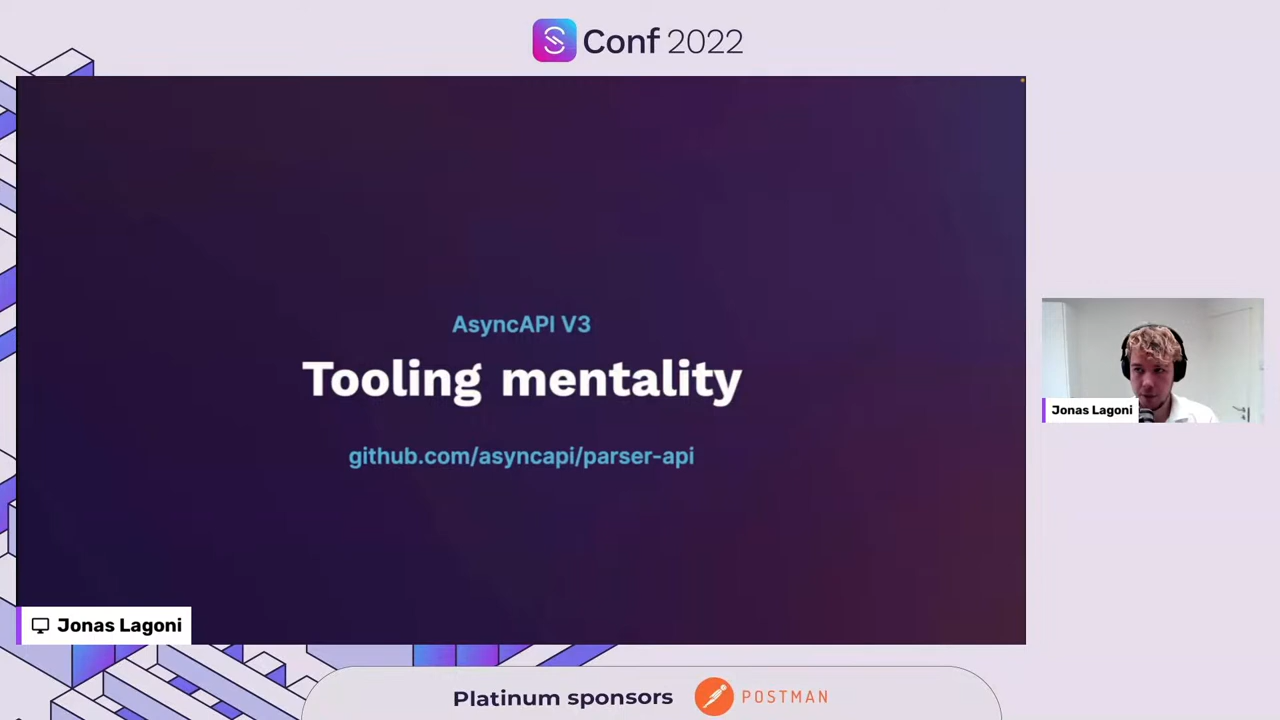 Conf 2022
AsyncAPI V3
Tooling mentality
github.com/asyncapi/parser-api
Jonas Lagoni
Jonas Lagoni
Platinum sponsors
POSTMAN